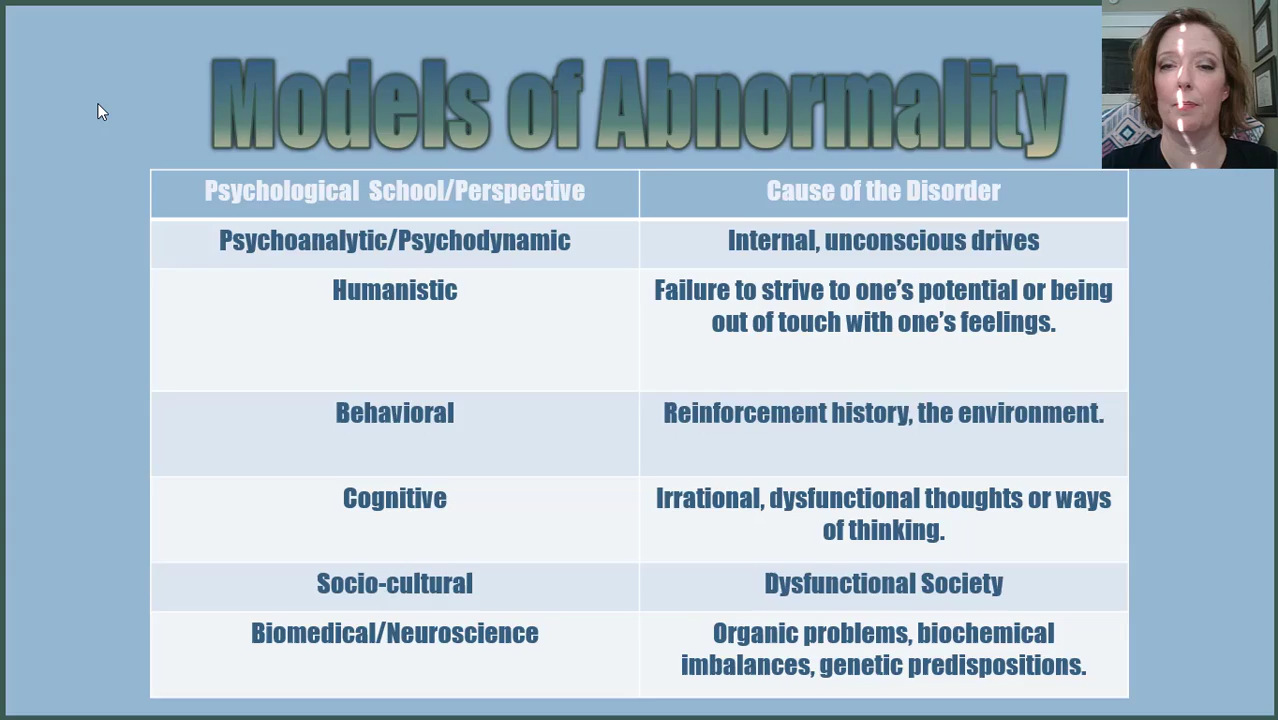 Models of Abnormality
Psychological School/Perspective
Cause of the Disorder
Psychoanalytic/Psychodynamic
Internal, unconscious drives
Humanistic
Failure to strive to one’s potential or being
out of touch with one’s feelings.
Behavioral
Reinforcement history, the environment.
Cognitive
Irrational, dysfunctional thoughts or ways
of thinking.
Socio-cultural
Dysfunctional Society
Biomedical/Neuroscience
Organic problems, biochemical
imbalances, genetic predispositions.